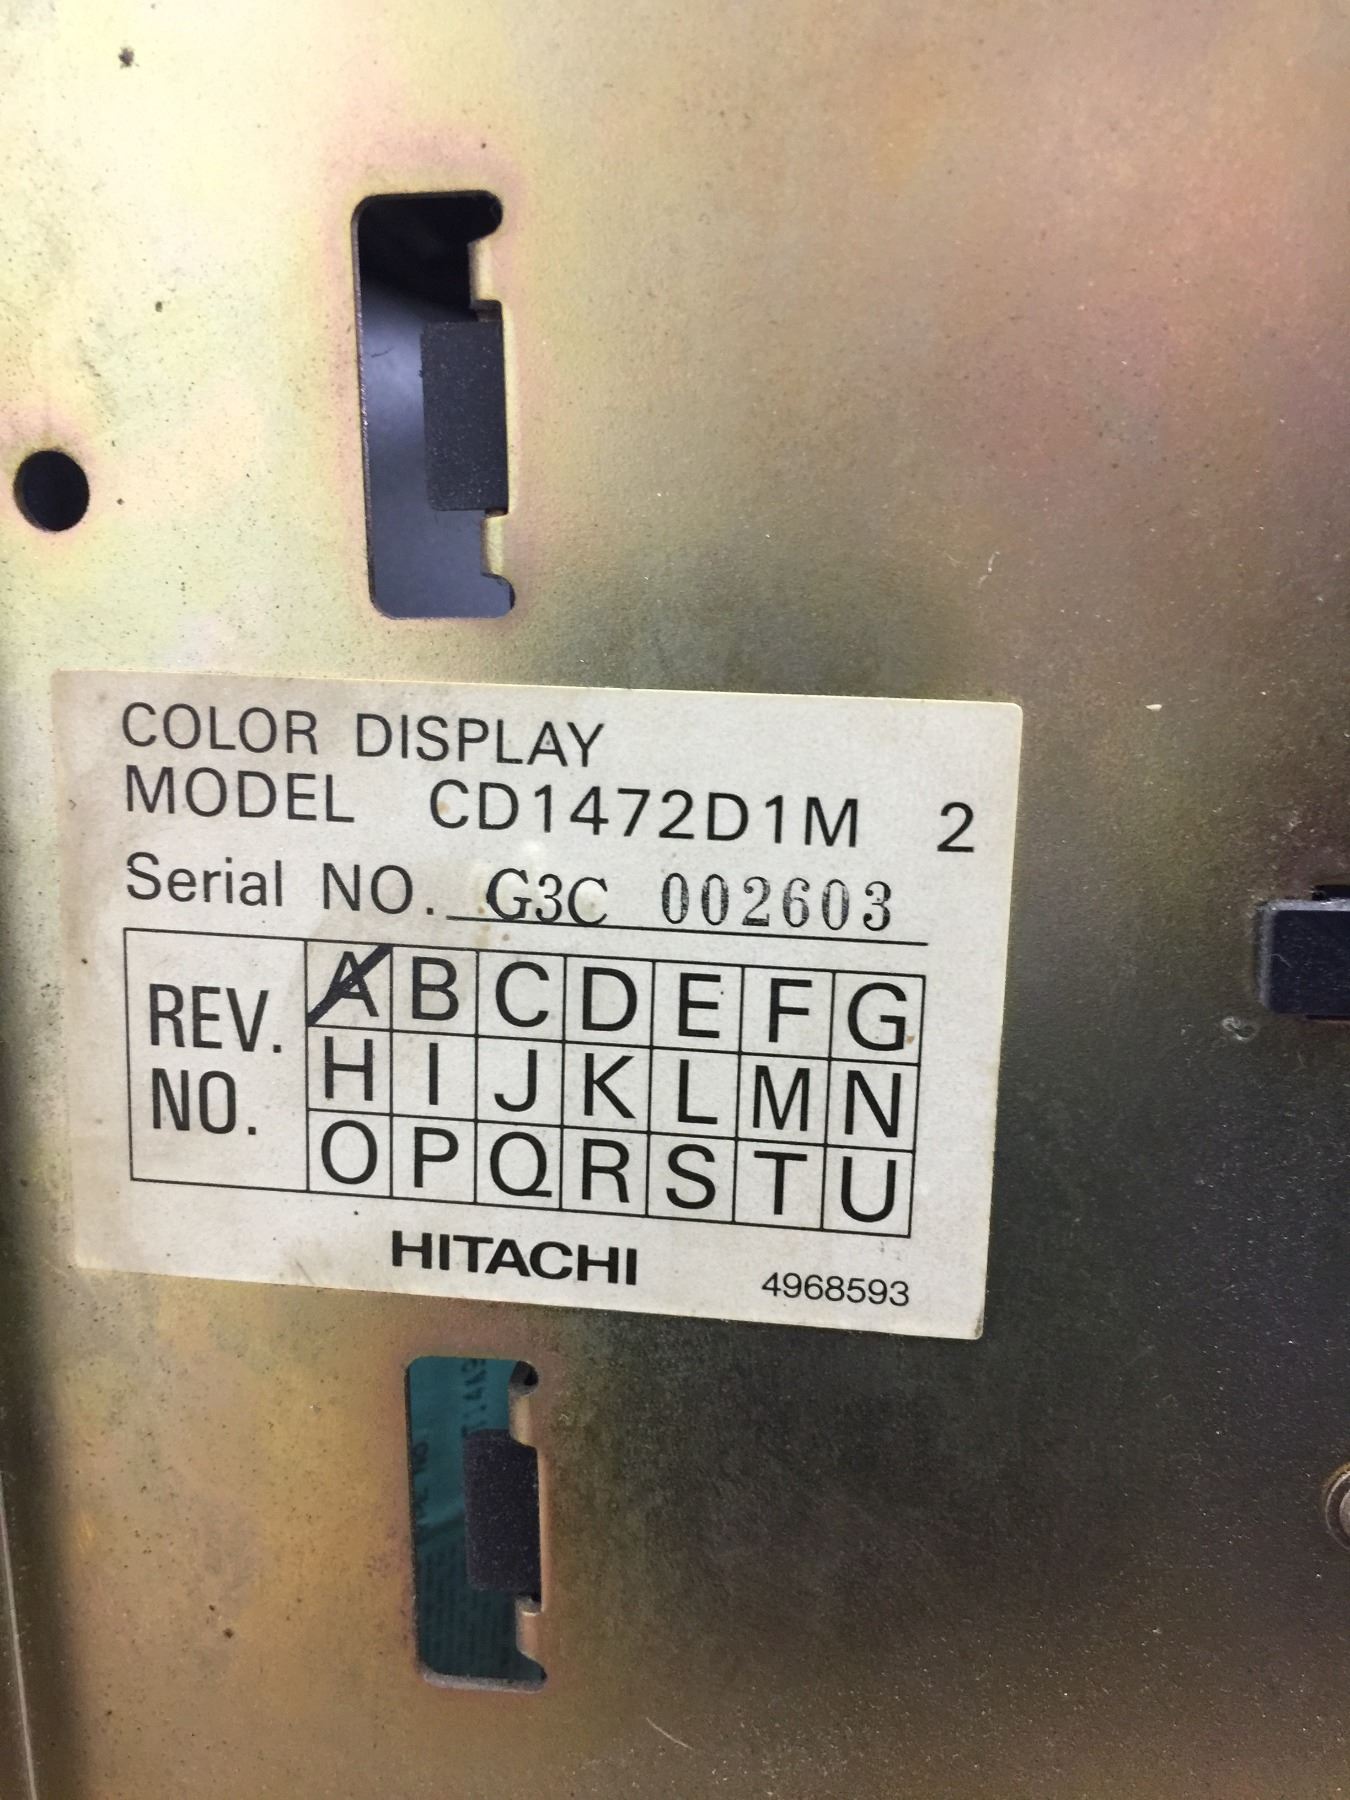 COLOR DISPLAY
MODEL CD1472D1M 2
Serial NO. G3C 002603
REV. NO.
A B C D E F G
H I J K L M N
O P Q R S T U
HITACHI 4968593